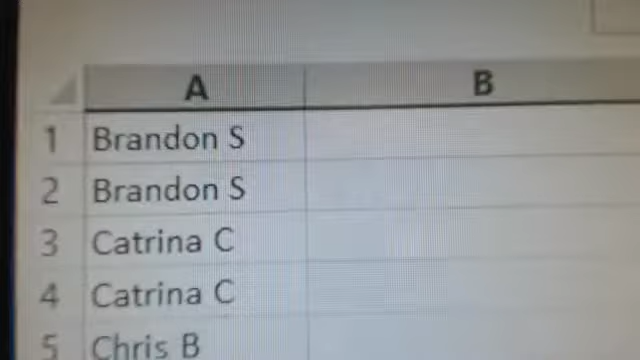 A B
1 Brandon S
2 Brandon S
3 Catrina C
4 Catrina C
5 Chris B